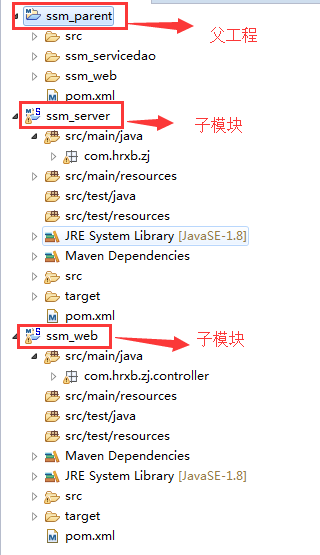 ssm_parent
父工程
src
ssm_servicedao
ssm_web
pom.xml
ssm_server
子模块
src/main/java
com.hrxb.zj
src/main/resources
src/test/java
src/test/resources
JRE System Library [JavaSE-1.8]
Maven Dependencies
src
target
pom.xml
ssm_web
子模块
src/main/java
com.hrxb.zj.controller
src/main/resources
src/test/java
src/test/resources
Maven Dependencies
JRE System Library [JavaSE-1.8]
src
target
pom.xml